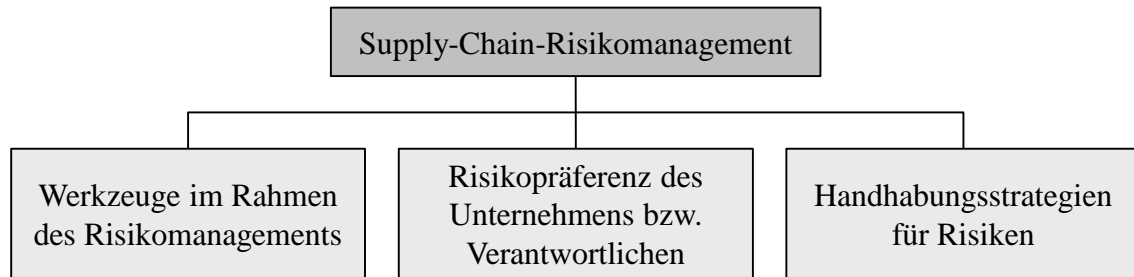 Supply-Chain-Risikomanagement
Werkzeuge im Rahmen
des Risikomanagements
Risikopräferenz des
Unternehmens bzw.
Verantwortlichen
Handhabungsstrategien
für Risiken